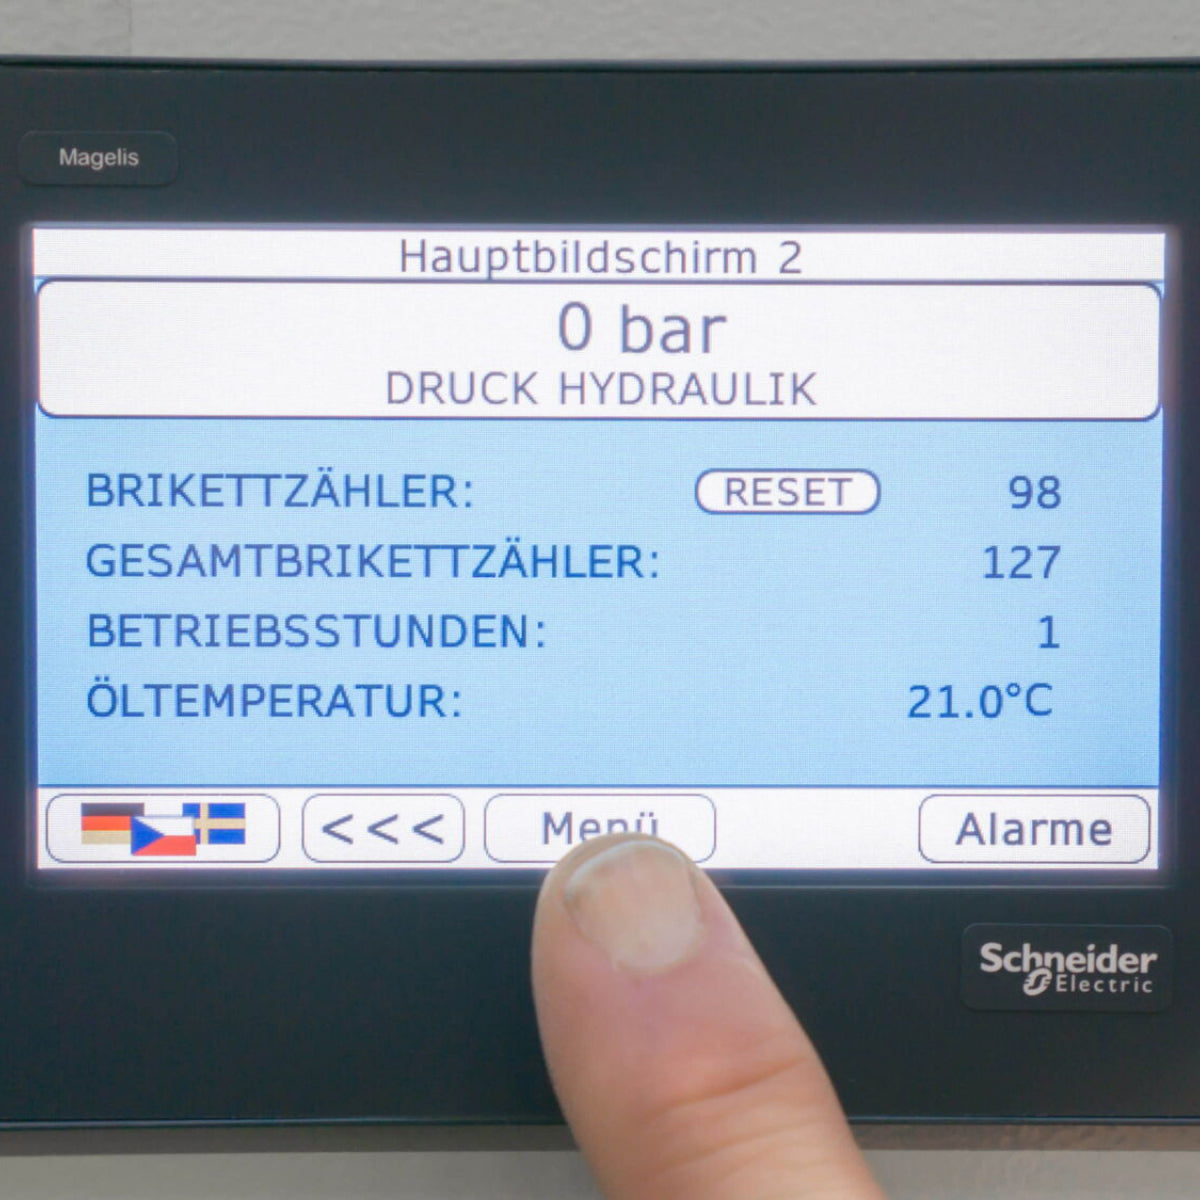 Magelis
Hauptbildschirm 2
0 bar
DRUCK HYDRAULIK
BRIKETTZÄHLER: RESET 98
GESAMTBRIKETTZÄHLER: 127
BETRIEBSSTUNDEN: 1
ÖLTEMPERATUR: 21.0°C
<<< Menü Alarme
Schneider
Electric